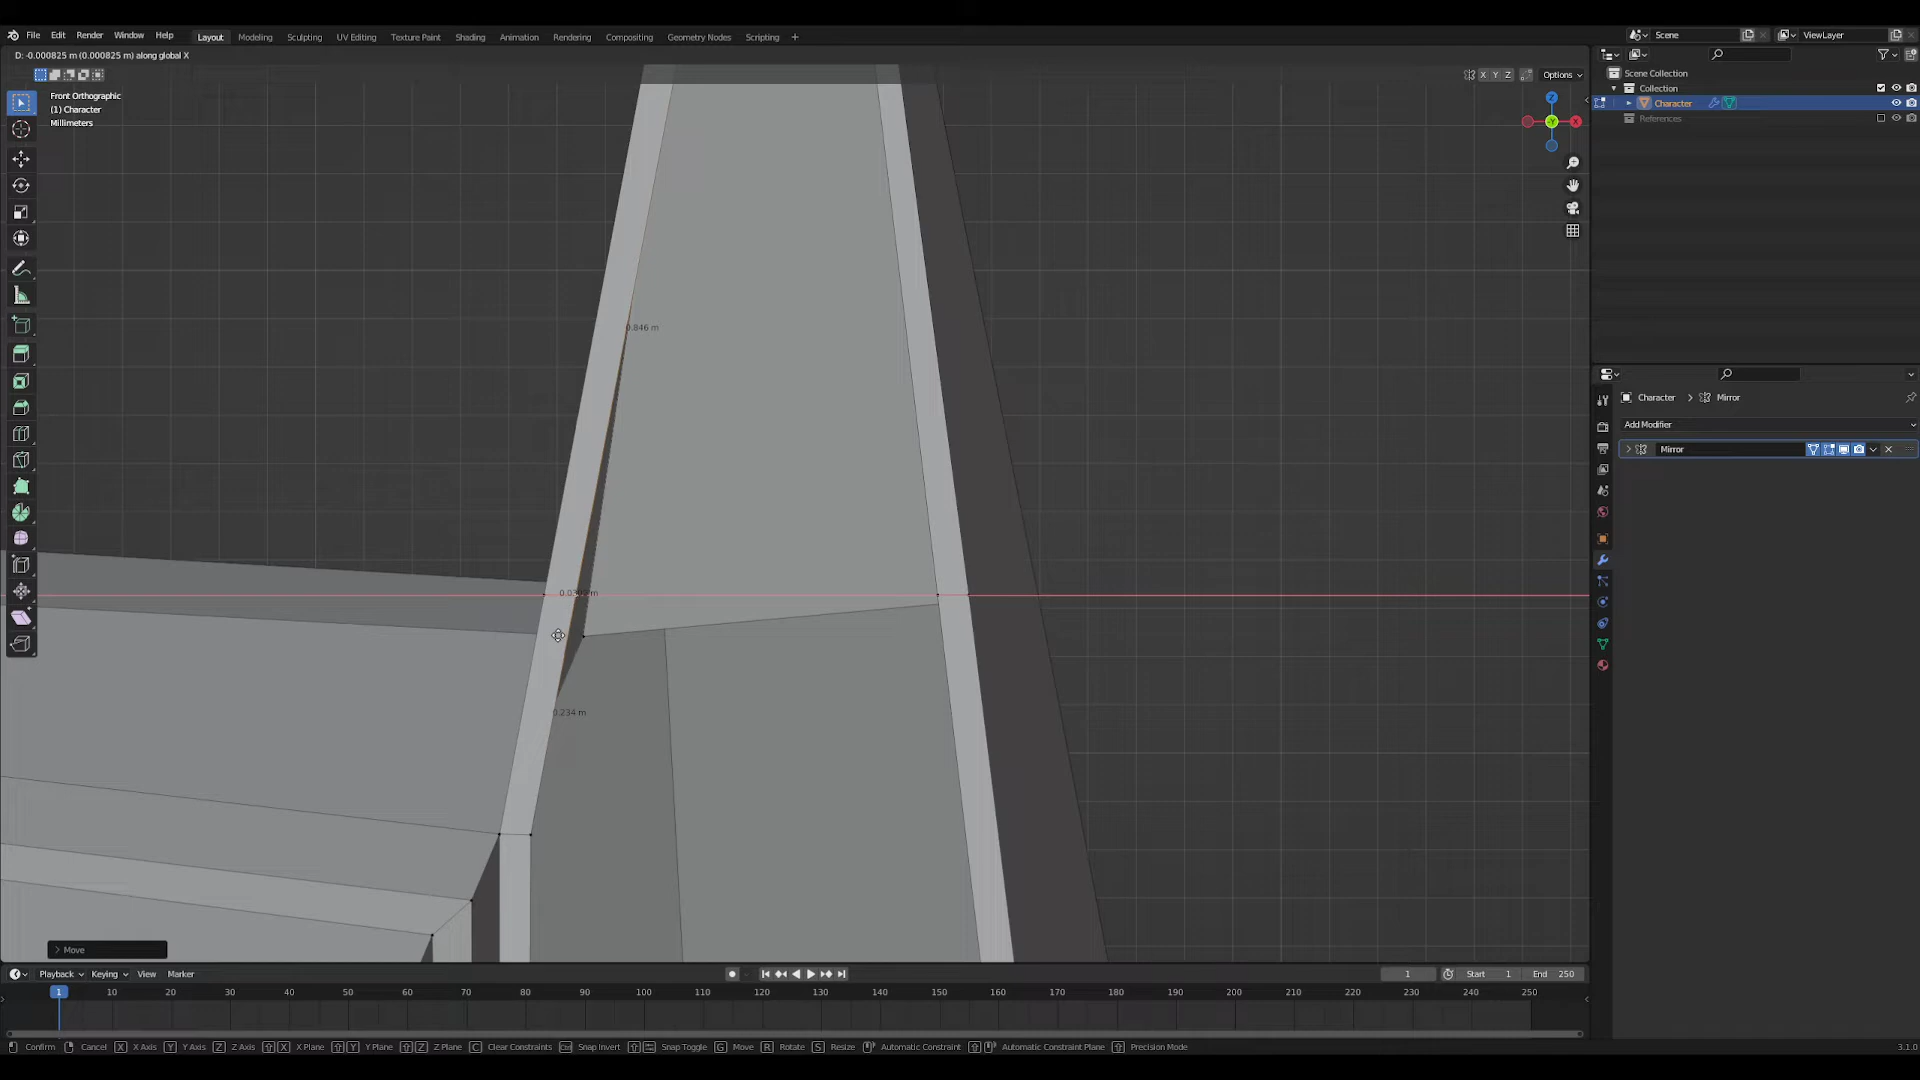 File Edit Render Window Help Layout Modeling Sculpting UV Editing Texture Paint Shading Animation Rendering Compositing Geometry Nodes Scripting + Scene ViewLayer
D: -0.000825 m (0.000825 m) along global X
X Y Z Options
Front Orthographic
(1) Character
Millimeters
Z
Y
X
Scene Collection
Collection
Character
References
0.846 m
0.234 m
Character > Mirror
Add Modifier
Mirror
Move
Playback Keying View Marker
1 Start 1 End 250
1 10 20 30 40 50 60 70 80 90 100 110 120 130 140 150 160 170 180 190 200 210 220 230 240 250
Confirm Cancel X X Axis Y Y Axis Z Z Axis X X Plane Y Y Plane Z Z Plane C Clear Constraints Ctrl Snap Invert Snap Toggle G Move R Rotate S Resize Automatic Constraint Automatic Constraint Plane Precision Mode 3.1.0